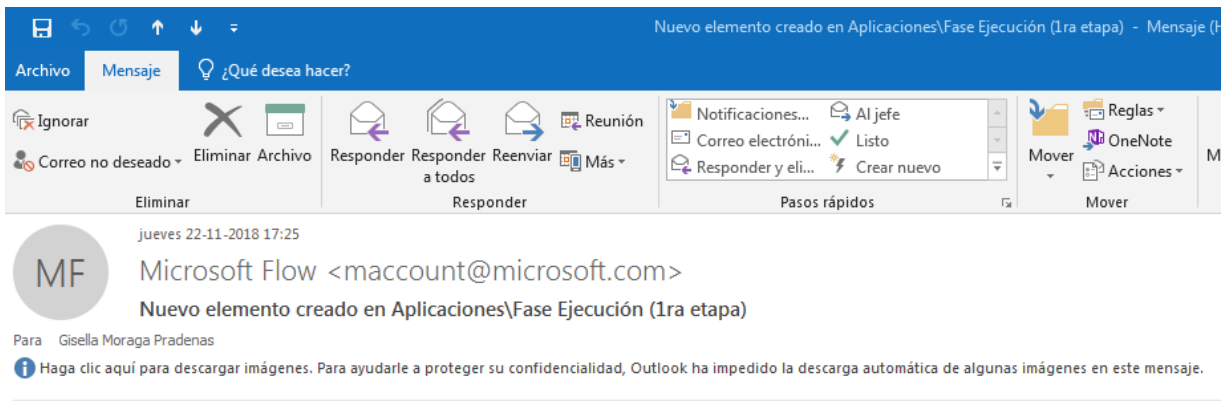 Nuevo elemento creado en Aplicaciones\Fase Ejecución (1ra etapa) - Mensaje (H
Archivo Mensaje ¿Qué desea hacer?
Ignorar
Correo no deseado
Eliminar Archivo
Responder Responder a todos Reenviar
Reunión
Más
Notificaciones... Al jefe
Correo electróni... Listo
Responder y eli... Crear nuevo
Mover
Reglas
OneNote
Acciones
M
Eliminar Responder Pasos rápidos Mover
jueves 22-11-2018 17:25
MF
Microsoft Flow <maccount@microsoft.com>
Nuevo elemento creado en Aplicaciones\Fase Ejecución (1ra etapa)
Para Gisella Moraga Pradenas
Haga clic aquí para descargar imágenes. Para ayudarle a proteger su confidencialidad, Outlook ha impedido la descarga automática de algunas imágenes en este mensaje.